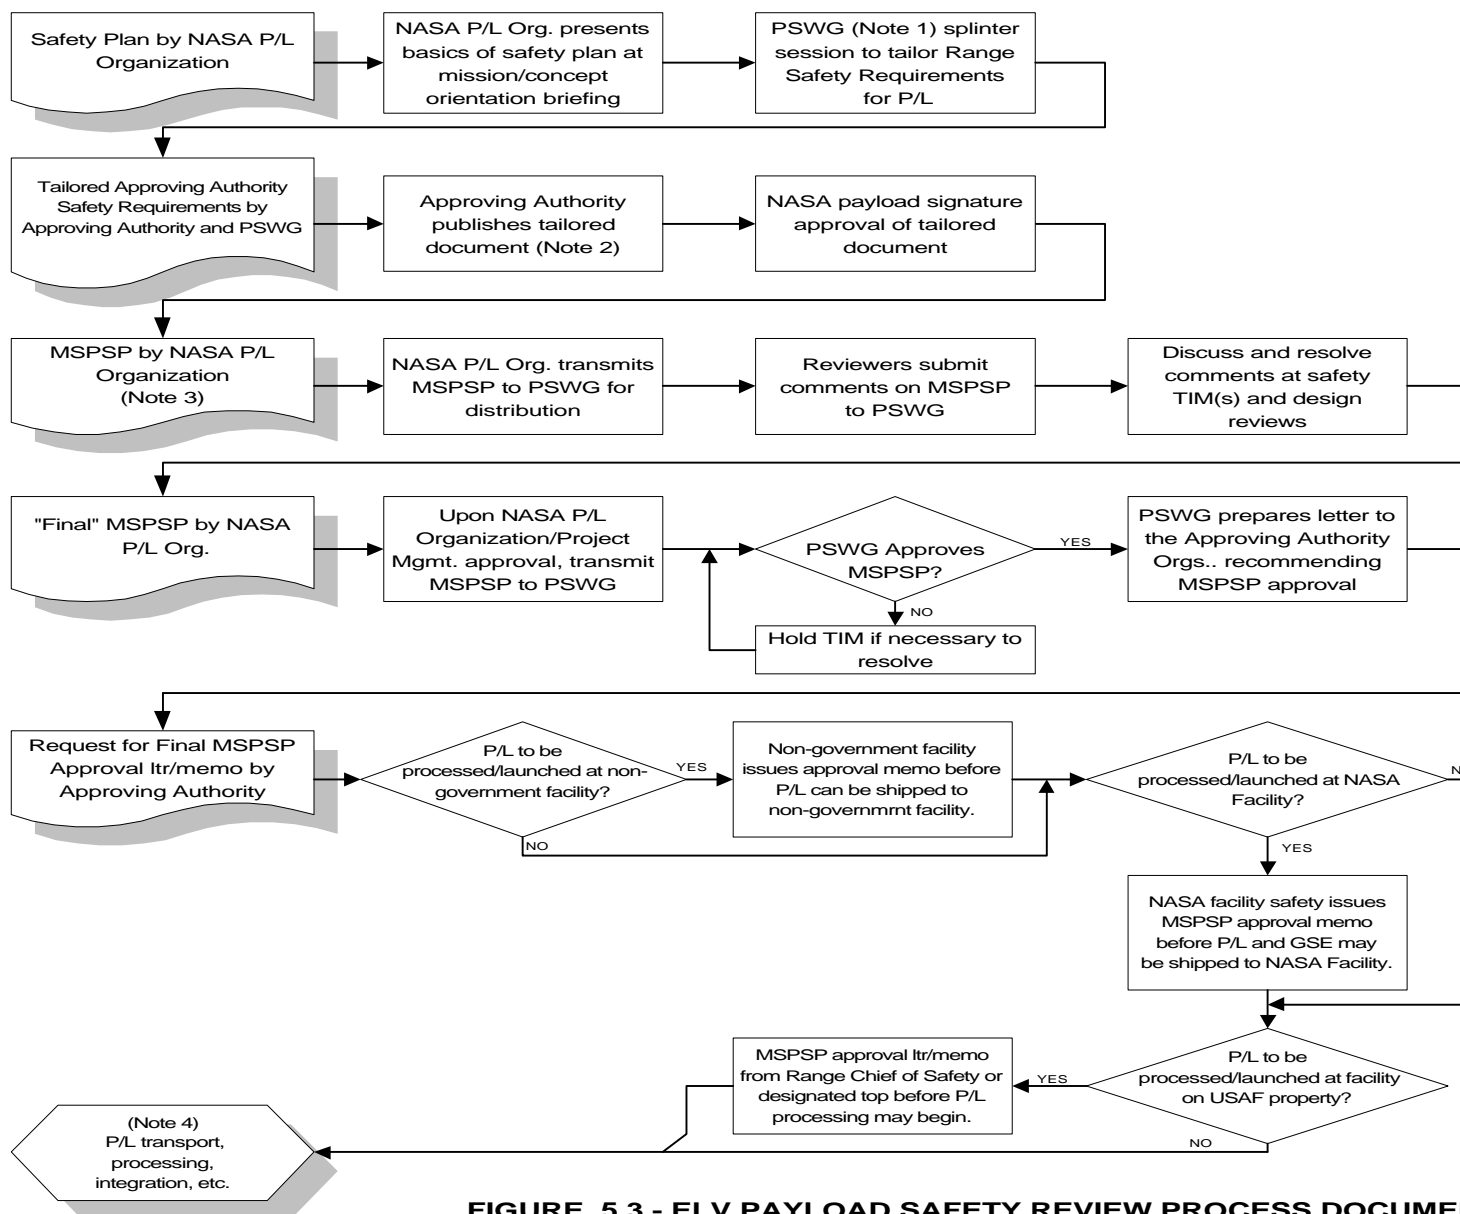 Safety Plan by NASA P/L
Organization
NASA P/L Org. presents
basics of safety plan at
mission/concept
orientation briefing
PSWG (Note 1) splinter
session to tailor Range
Safety Requirements
for P/L
Tailored Approving Authority
Safety Requirements by
Approving Authority and PSWG
Approving Authority
publishes tailored
document (Note 2)
NASA payload signature
approval of tailored
document
MSPSP by NASA P/L
Organization
(Note 3)
NASA P/L Org. transmits
MSPSP to PSWG for
distribution
Reviewers submit
comments on MSPSP
to PSWG
Discuss and resolve
comments at safety
TIM(s) and design
reviews
"Final" MSPSP by NASA
P/L Org.
Upon NASA P/L
Organization/Project
Mgmt. approval, transmit
MSPSP to PSWG
PSWG Approves
MSPSP?
YES
NO
Hold TIM if necessary to
resolve
PSWG prepares letter to
the Approving Authority
Orgs.. recommending
MSPSP approval
Request for Final MSPSP
Approval ltr/memo by
Approving Authority
P/L to be
processed/launched at non-
government facility?
YES
NO
Non-government facility
issues approval memo before
P/L can be shipped to
non-governmrnt facility.
P/L to be
processed/launched at NASA
Facility?
N
YES
NASA facility safety issues
MSPSP approval memo
before P/L and GSE may
be shipped to NASA Facility.
P/L to be
processed/launched at facility
on USAF property?
YES
NO
MSPSP approval ltr/memo
from Range Chief of Safety or
designated top before P/L
processing may begin.
(Note 4)
P/L transport,
processing,
integration, etc.
FIGURE 5.3 - ELV PAYLOAD SAFETY REVIEW PROCESS DOCUME